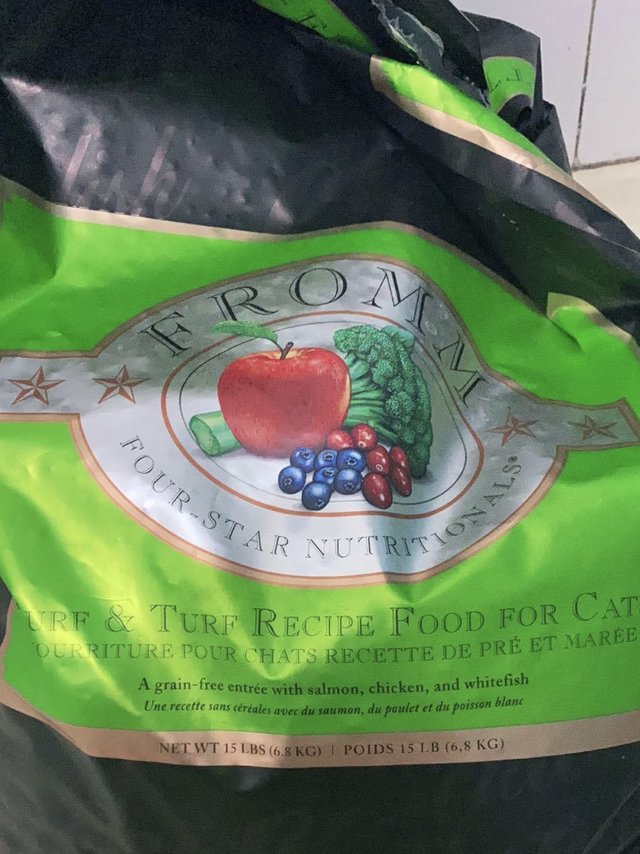 FROMM
FOUR-STAR NUTRITIONALS®
URF & TURF RECIPE FOOD FOR CAT
OURRITURE POUR CHATS RECETTE DE PRÉ ET MARÉE
A grain-free entrée with salmon, chicken, and whitefish
Une recette sans céréales avec du saumon, du poulet et du poisson blanc
NET WT 15 LBS (6.8 KG) | POIDS 15 LB (6,8 KG)